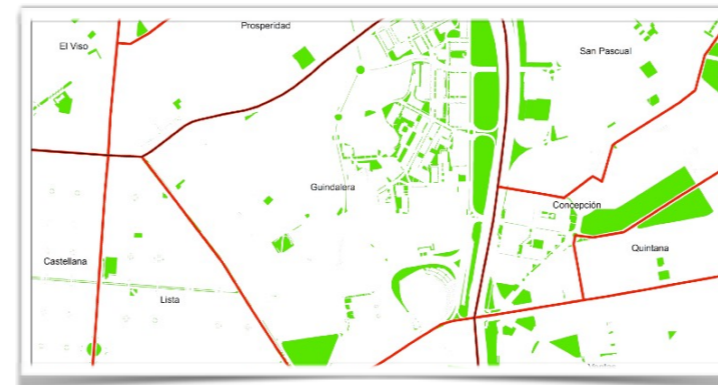 Prosperidad
El Viso
San Pascual
Guindalera
Concepción
Quintana
Castellana
Lista